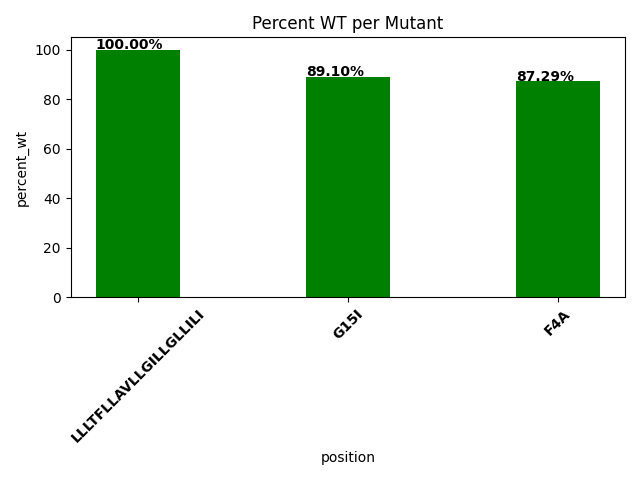 Percent WT per Mutant
percent_wt
100
80
60
40
20
0
100.00%
89.10%
87.29%
LLLTFLLAVLLGILLGLLILI
G15I
F4A
position